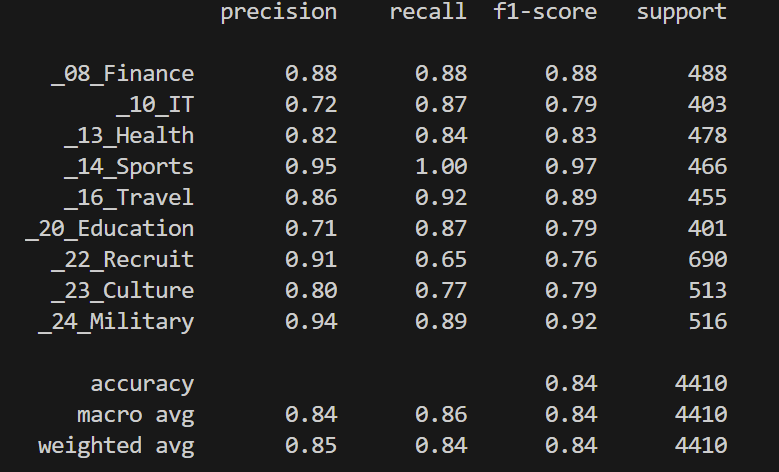 precision recall f1-score support
_08_Finance 0.88 0.88 0.88 488
_10_IT 0.72 0.87 0.79 403
_13_Health 0.82 0.84 0.83 478
_14_Sports 0.95 1.00 0.97 466
_16_Travel 0.86 0.92 0.89 455
_20_Education 0.71 0.87 0.79 401
_22_Recruit 0.91 0.65 0.76 690
_23_Culture 0.80 0.77 0.79 513
_24_Military 0.94 0.89 0.92 516
accuracy 0.84 4410
macro avg 0.84 0.86 0.84 4410
weighted avg 0.85 0.84 0.84 4410